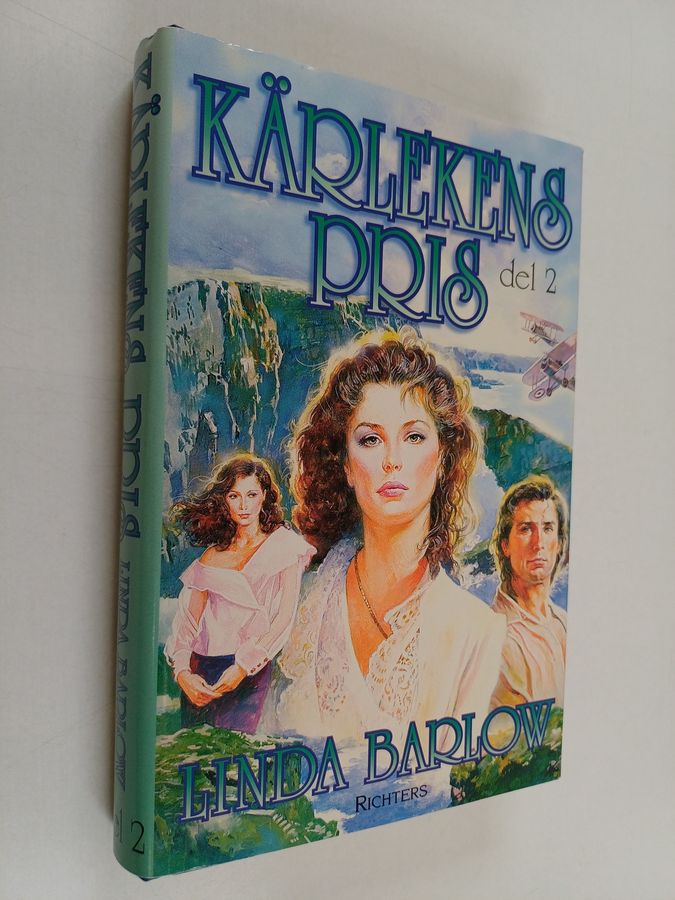 KÄRLEKENS
PRIS
del 2
LINDA BARLOW
RICHTERS
KÄRLEKENS PRIS LINDA BARLOW del 2